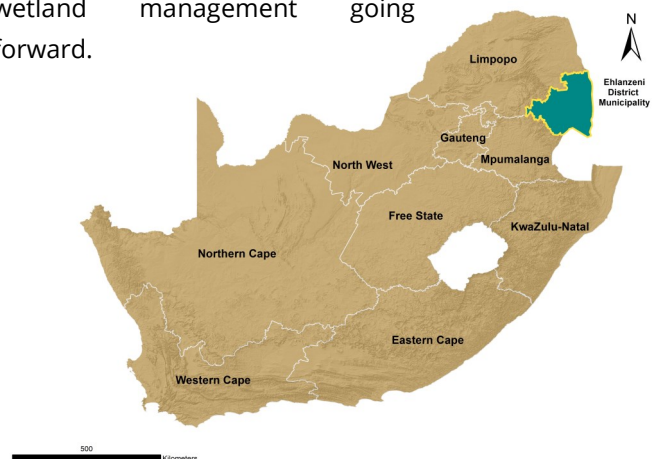 wetland management going
forward.
N
Limpopo
Ehlanzeni
District
Municipality
Gauteng
Mpumalanga
North West
Free State
KwaZulu-Natal
Northern Cape
Eastern Cape
Western Cape
500
Kilometers